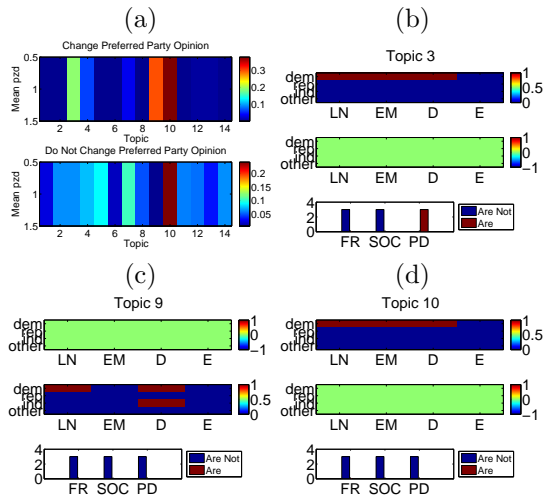 (a)
Change Preferred Party Opinion
Mean pzd
0.5
1
1.5
2 4 6 8 10 12 14
Topic
0.3
0.2
0.1
Do Not Change Preferred Party Opinion
Mean pzd
0.5
1
1.5
2 4 6 8 10 12 14
Topic
0.2
0.15
0.1
0.05
(b)
Topic 3
dem
rep
ind
other
LN EM D E
1
0.5
0
dem
rep
ind
other
LN EM D E
1
0
−1
4
2
0
FR SOC PD
Are Not
Are
(c)
Topic 9
dem
rep
ind
other
LN EM D E
1
0
−1
dem
rep
ind
other
LN EM D E
1
0.5
0
4
2
0
FR SOC PD
Are Not
Are
(d)
Topic 10
dem
rep
ind
other
LN EM D E
1
0.5
0
dem
rep
ind
other
LN EM D E
1
0
−1
4
2
0
FR SOC PD
Are Not
Are